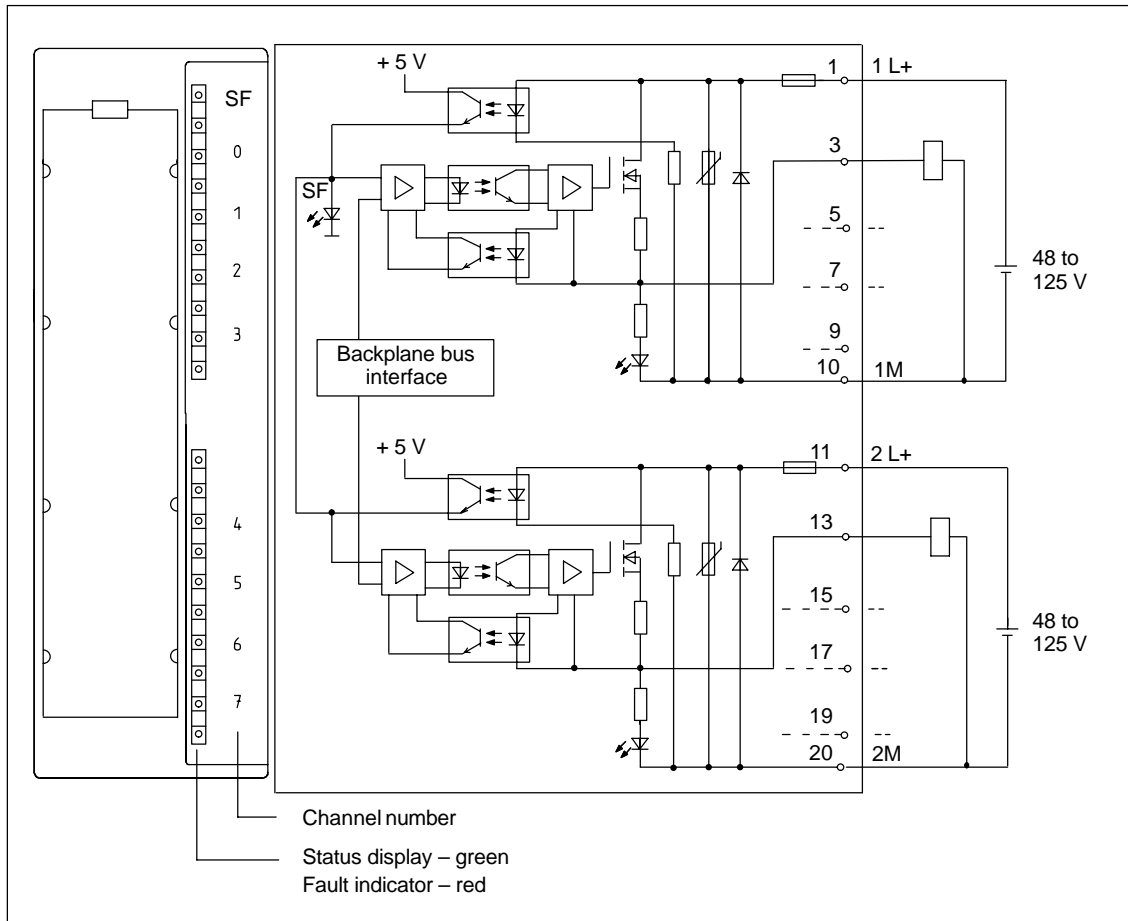 SF
0
1
2
3
4
5
6
7
+ 5 V
1
1 L+
3
SF
5
7
48 to
125 V
9
Backplane bus
interface
10
1M
+ 5 V
11
2 L+
13
15
17
48 to
125 V
19
20
2M
Channel number
Status display – green
Fault indicator – red